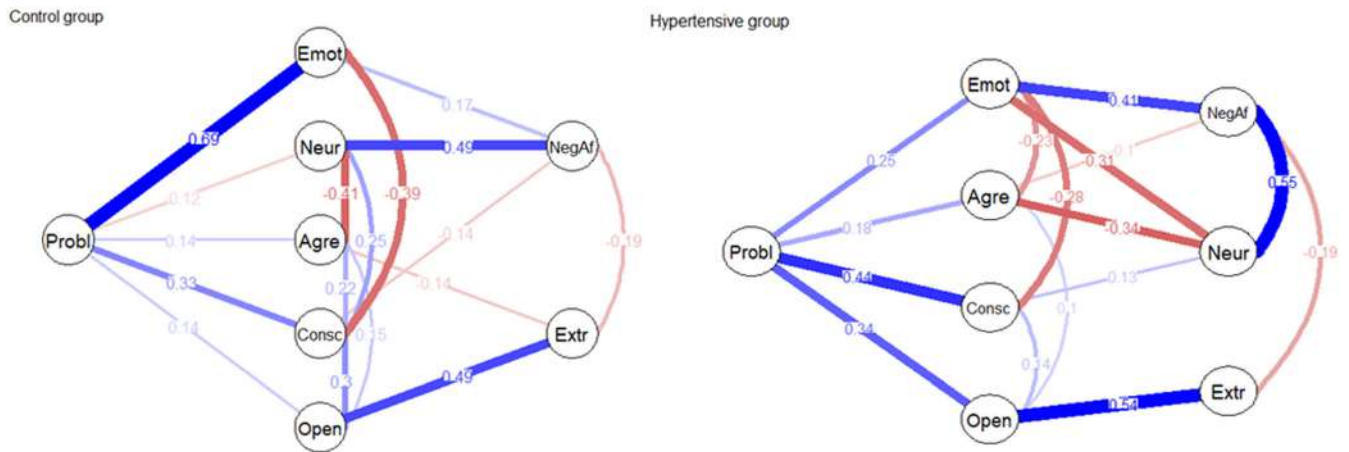 Control group
Emot
Neur
NegAf
Probl
Agre
Consc
Extr
Open
0.69
0.17
-0.12
0.49
-0.41
-0.39
0.14
0.25
-0.14
-0.19
0.33
0.22
-0.14
0.14
0.15
0.3
0.49
Hypertensive group
Emot
NegAf
Agre
Probl
Neur
Consc
Extr
Open
0.41
-0.23
-0.1
0.25
-0.31
0.55
-0.28
0.18
-0.34
0.44
0.13
-0.19
0.1
0.34
0.14
0.54